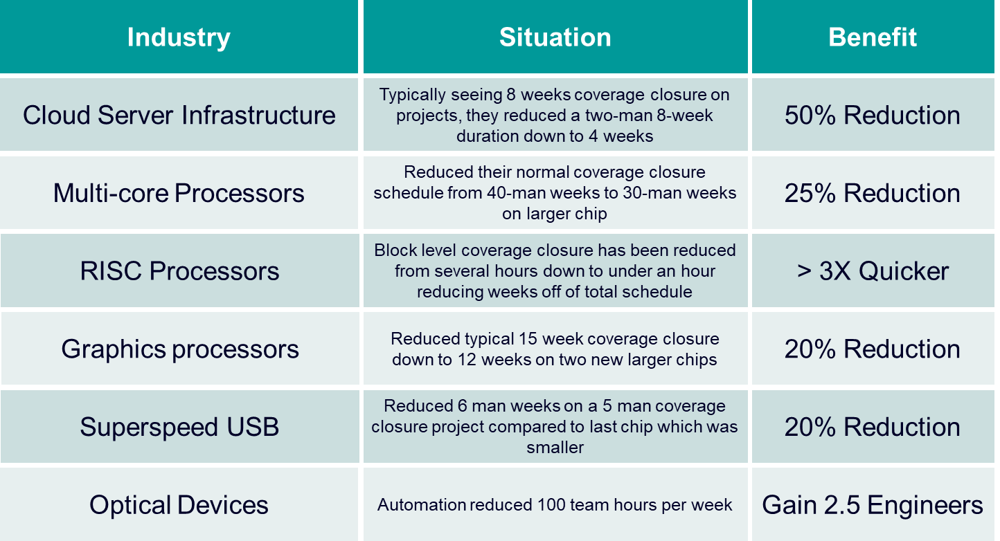 Industry
Situation
Benefit
Cloud Server Infrastructure
Typically seeing 8 weeks coverage closure on
projects, they reduced a two-man 8-week
duration down to 4 weeks
50% Reduction
Multi-core Processors
Reduced their normal coverage closure
schedule from 40-man weeks to 30-man weeks
on larger chip
25% Reduction
RISC Processors
Block level coverage closure has been reduced
from several hours down to under an hour
reducing weeks off of total schedule
> 3X Quicker
Graphics processors
Reduced typical 15 week coverage closure
down to 12 weeks on two new larger chips
20% Reduction
Superspeed USB
Reduced 6 man weeks on a 5 man coverage
closure project compared to last chip which was
smaller
20% Reduction
Optical Devices
Automation reduced 100 team hours per week
Gain 2.5 Engineers